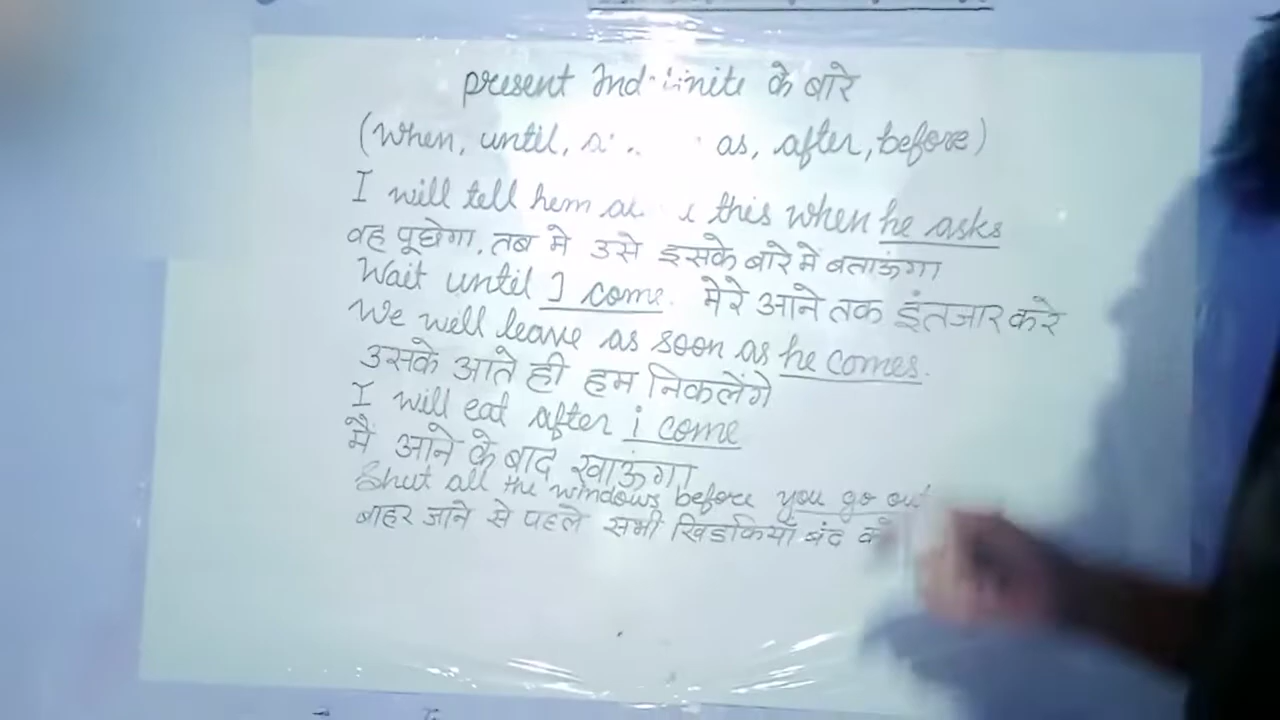 present Indefinite के बारे
(when, until, as, after, before)
I will tell hem this when he asks
वह पूछेगा, तब मे उसे इसके बारे में बताऊंगा
Wait until I come. मेरे आने तक इंतजार करे
We well leave as soon as he comes.
उसके आते ही हम निकलेंगे
I will eat after i come
मैं आने के बाद खाऊंगा
Shut all the windows before you go out
बाहर जाने से पहले सभी खिडकियाँ बंद